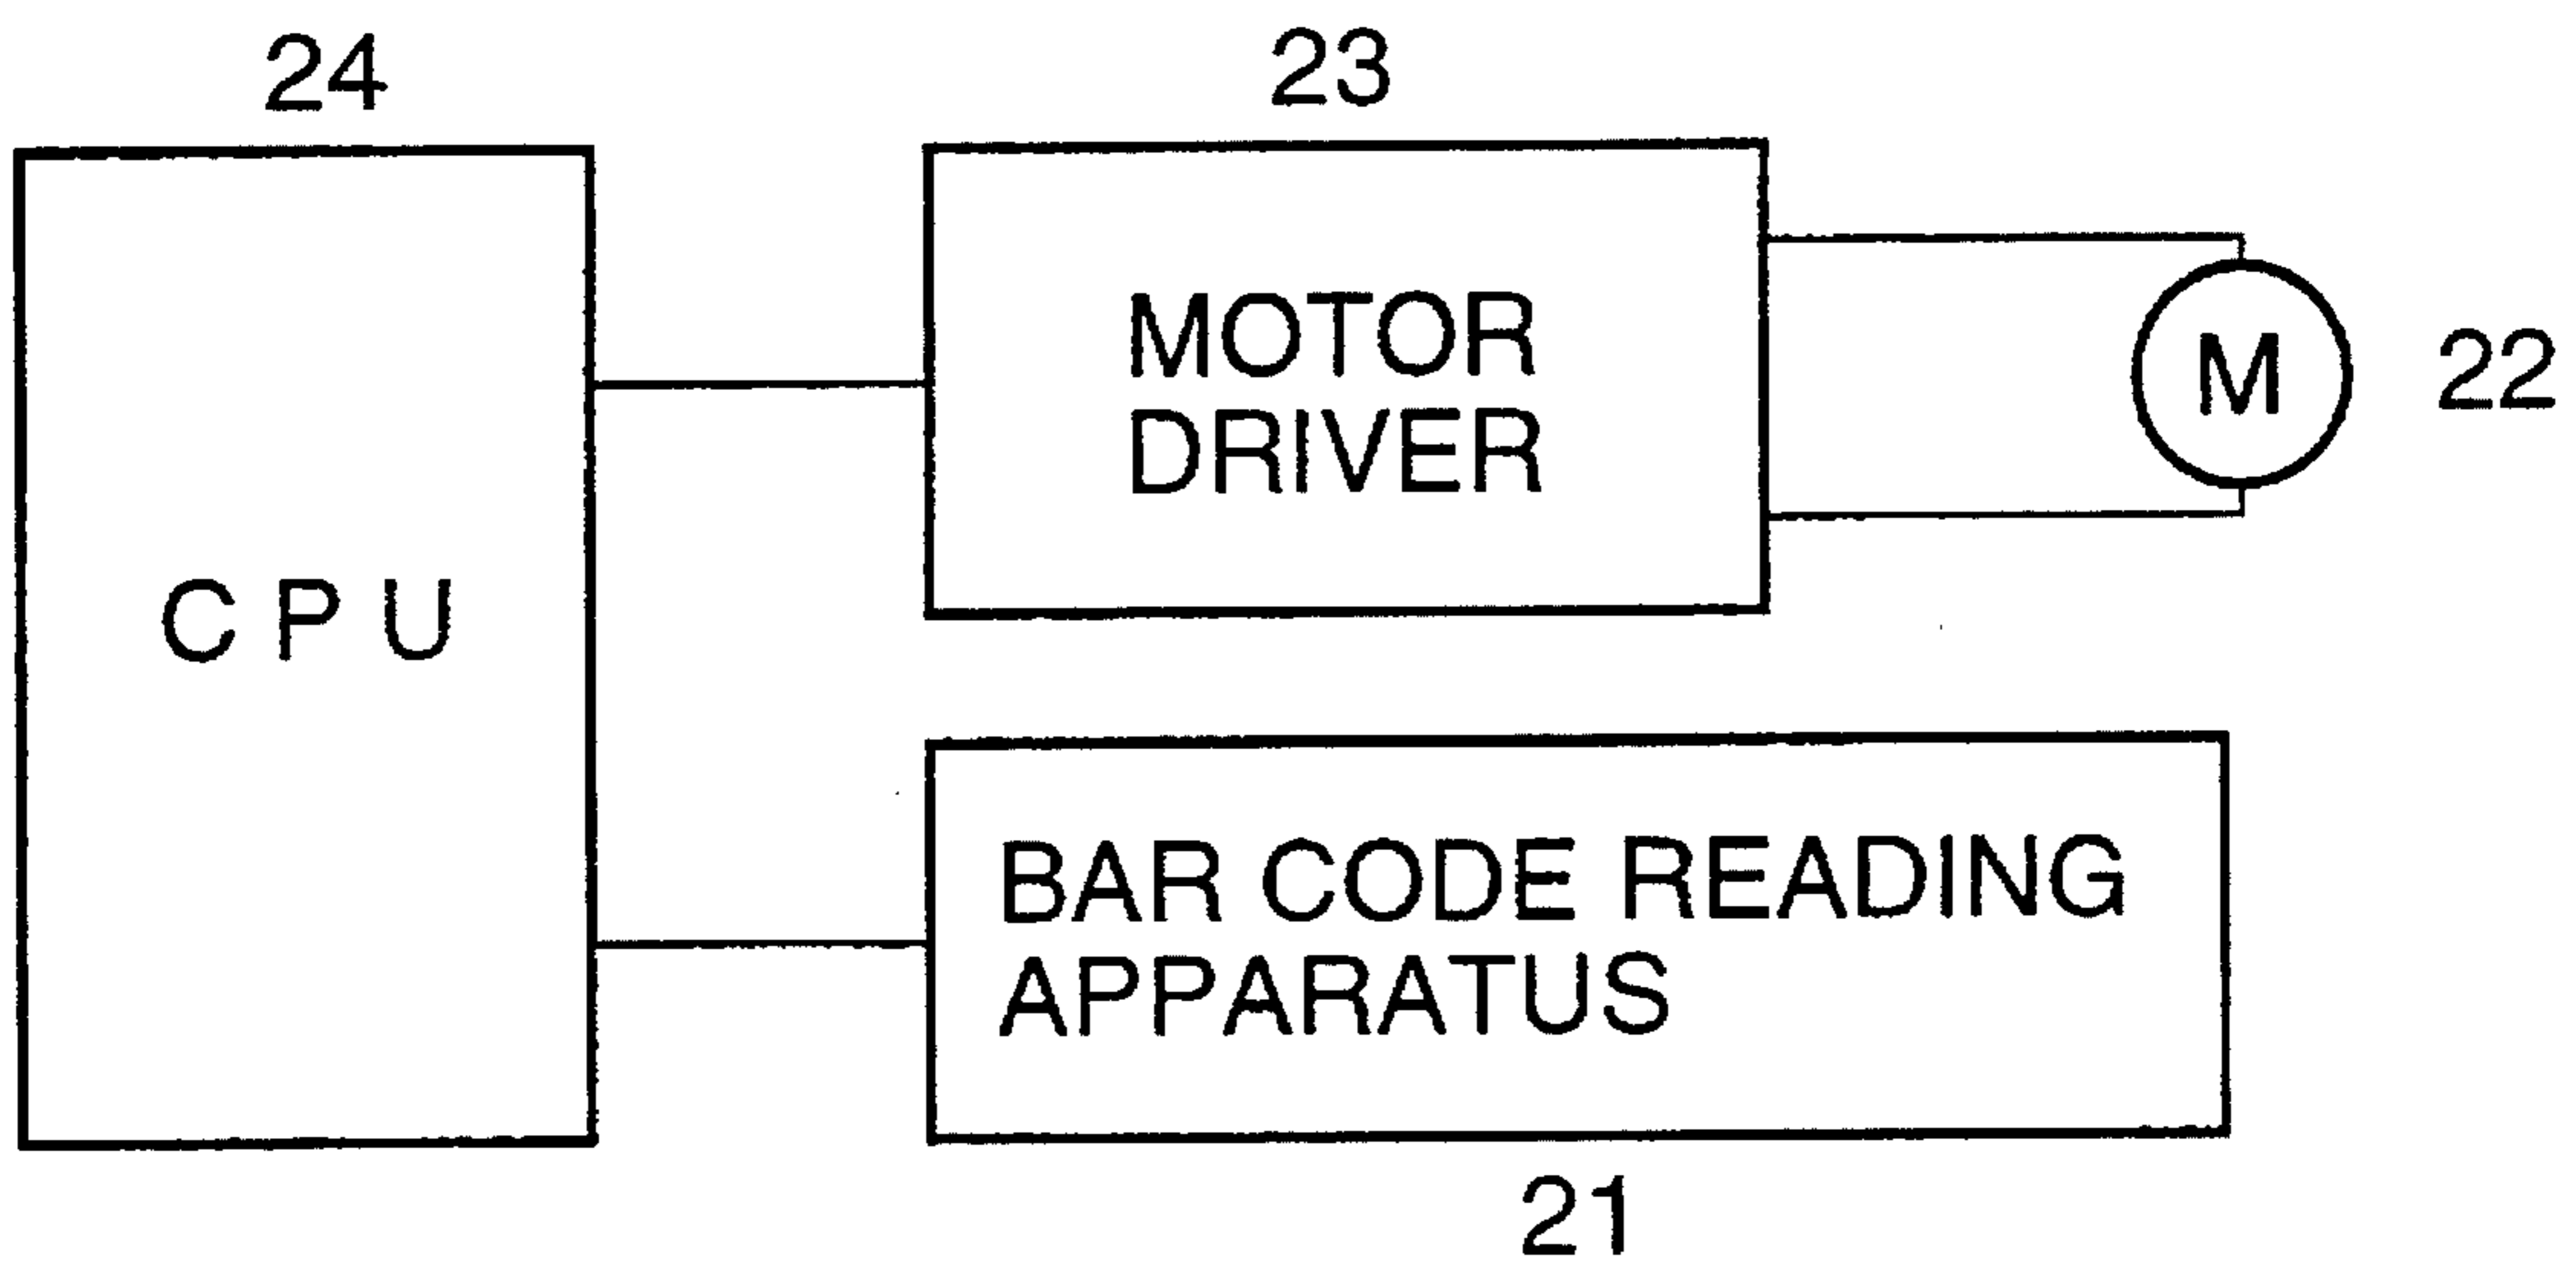 24
23
MOTOR
DRIVER
M
22
C P U
BAR CODE READING
APPARATUS
21